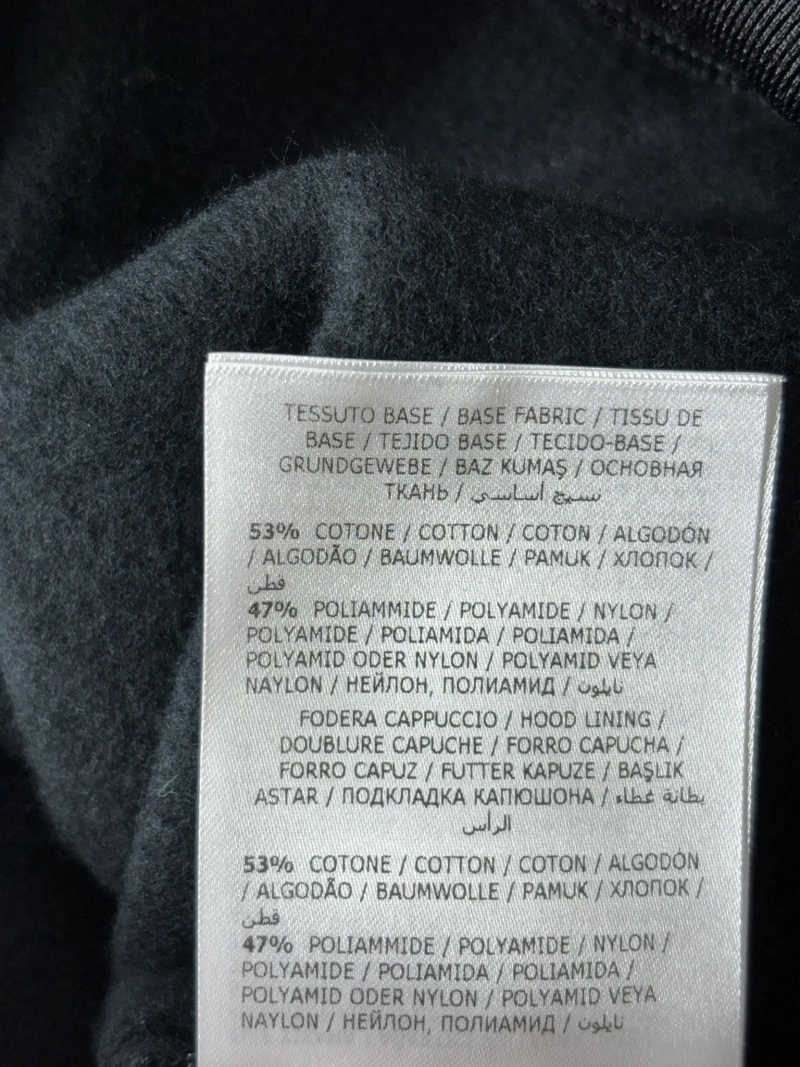 TESSUTO BASE / BASE FABRIC / TISSU DE
BASE / TEJIDO BASE / TECIDO-BASE /
GRUNDGEWEBE / BAZ KUMAŞ / ОСНОВНАЯ
ТКАНЬ / نسيج أساسي
53% COTONE / COTTON / COTON / ALGODÓN
/ ALGODÃO / BAUMWOLLE / PAMUK / ХЛОПОК /
قطن
47% POLIAMMIDE / POLYAMIDE / NYLON /
POLYAMIDE / POLIAMIDA / POLIAMIDA /
POLYAMID ODER NYLON / POLYAMID VEYA
NAYLON / НЕЙЛОН, ПОЛИАМИД / نايلون
FODERA CAPPUCCIO / HOOD LINING /
DOUBLURE CAPUCHE / FORRO CAPUCHA /
FORRO CAPUZ / FUTTER KAPUZE / BAŞLIK
ASTAR / ПОДКЛАДКА КАПЮШОНА / بطانة غطاء
الرأس
53% COTONE / COTTON / COTON / ALGODÓN
/ ALGODÃO / BAUMWOLLE / PAMUK / ХЛОПОК /
قطن
47% POLIAMMIDE / POLYAMIDE / NYLON /
POLYAMIDE / POLIAMIDA / POLIAMIDA /
POLYAMID ODER NYLON / POLYAMID VEYA
NAYLON / НЕЙЛОН, ПОЛИАМИД / نايلون